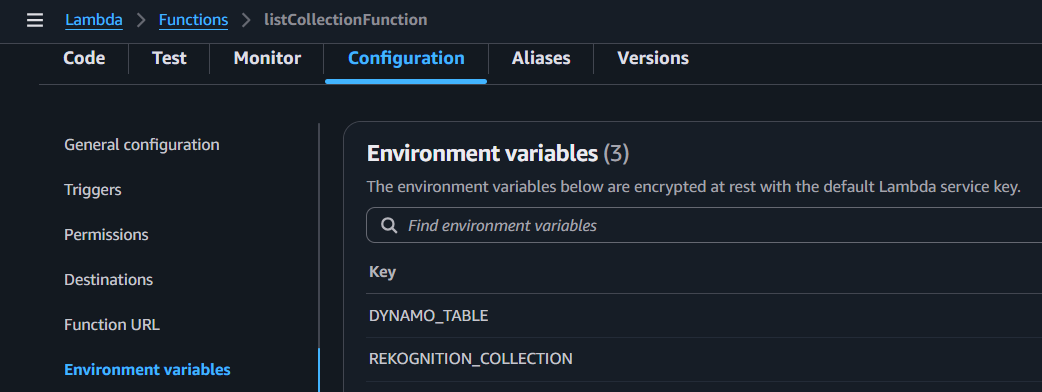 Lambda > Functions > listCollectionFunction
Code Test Monitor Configuration Aliases Versions
General configuration
Triggers
Permissions
Destinations
Function URL
Environment variables
Environment variables (3)
The environment variables below are encrypted at rest with the default Lambda service key.
Find environment variables
Key
DYNAMO_TABLE
REKOGNITION_COLLECTION